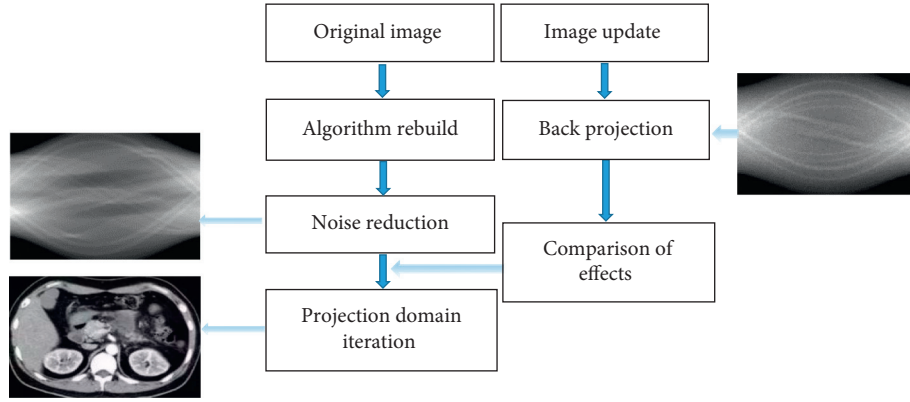 Original image
Image update
Algorithm rebuild
Back projection
Noise reduction
Comparison of
effects
Projection domain
iteration